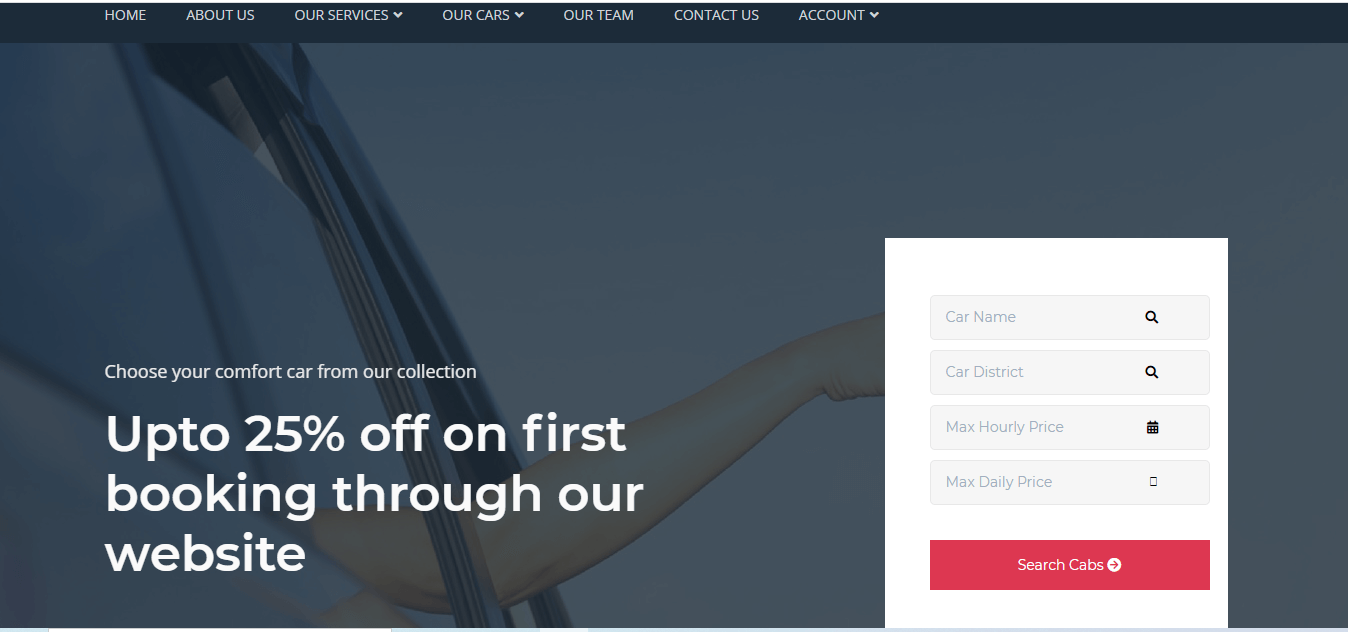 HOME ABOUT US OUR SERVICES OUR CARS OUR TEAM CONTACT US ACCOUNT
Choose your comfort car from our collection
Upto 25% off on first
booking through our
website
Car Name
Car District
Max Hourly Price
Max Daily Price
Search Cabs